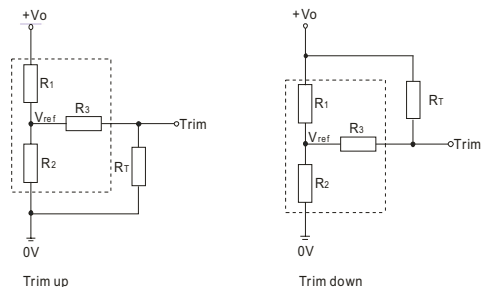 +Vo
R1
Vref
R3
Trim
R2
RT
0V
Trim up
+Vo
R1
RT
Vref
R3
Trim
R2
0V
Trim down